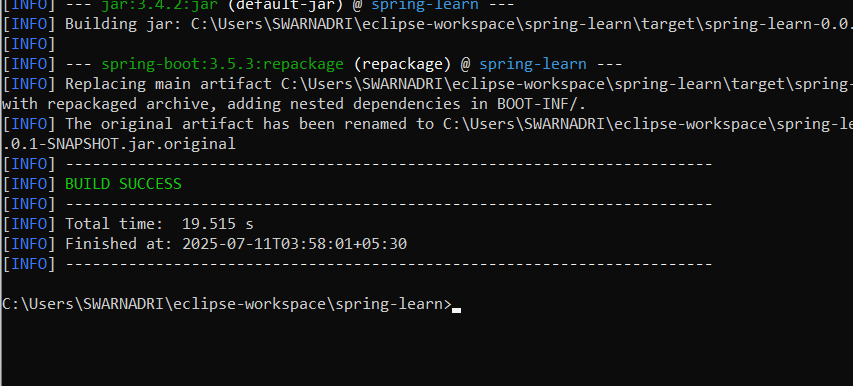 [INFO] --- jar:3.4.2:jar (default-jar) @ spring-learn ---
[INFO] Building jar: C:\Users\SWARNADRI\eclipse-workspace\spring-learn\target\spring-learn-0.0.
[INFO]
[INFO] --- spring-boot:3.5.3:repackage (repackage) @ spring-learn ---
[INFO] Replacing main artifact C:\Users\SWARNADRI\eclipse-workspace\spring-learn\target\spring-
with repackaged archive, adding nested dependencies in BOOT-INF/.
[INFO] The original artifact has been renamed to C:\Users\SWARNADRI\eclipse-workspace\spring-le
.0.1-SNAPSHOT.jar.original
[INFO] ------------------------------------------------------------------------
[INFO] BUILD SUCCESS
[INFO] ------------------------------------------------------------------------
[INFO] Total time:  19.515 s
[INFO] Finished at: 2025-07-11T03:58:01+05:30
[INFO] ------------------------------------------------------------------------
C:\Users\SWARNADRI\eclipse-workspace\spring-learn>